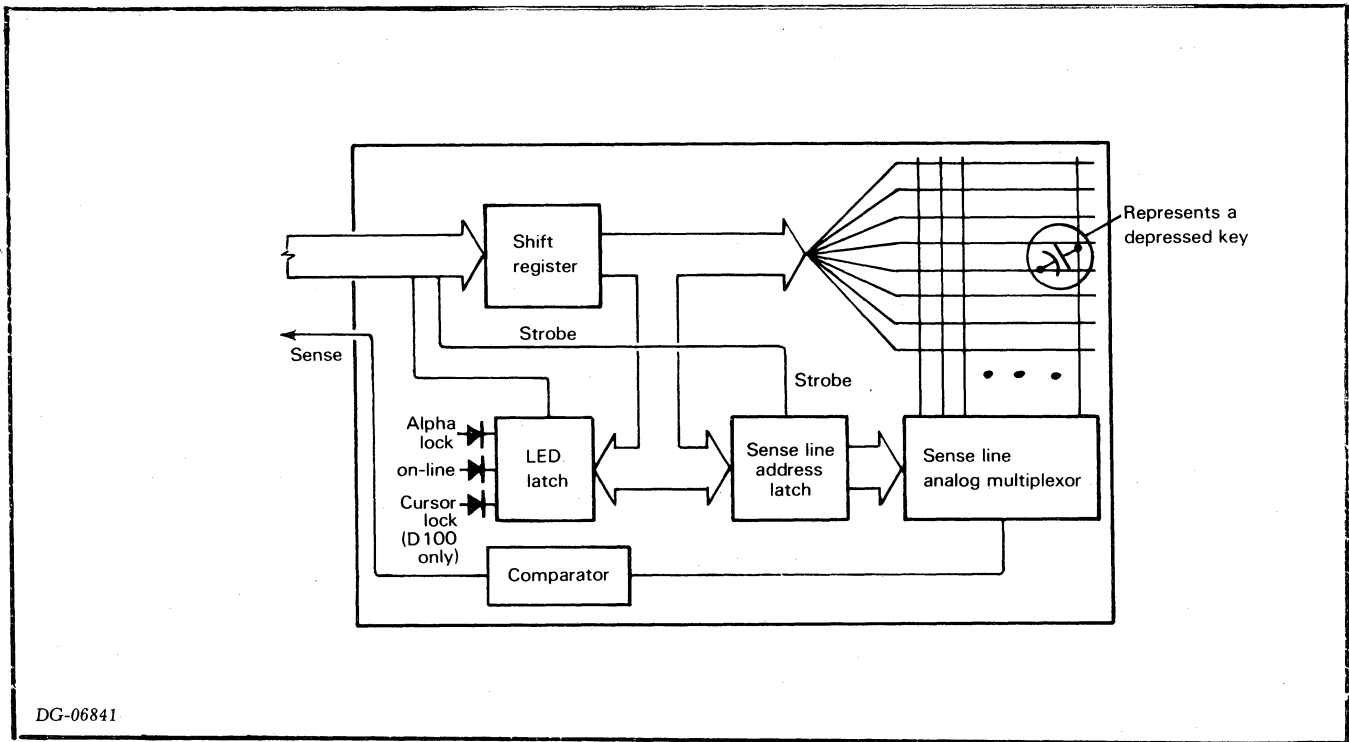 Represents a
depressed key
Shift
register
Strobe
Sense
Strobe
Alpha
lock
on-line
Cursor
lock
(D100
only)
LED
latch
Sense line
address
latch
Sense line
analog multiplexor
Comparator
DG-06841